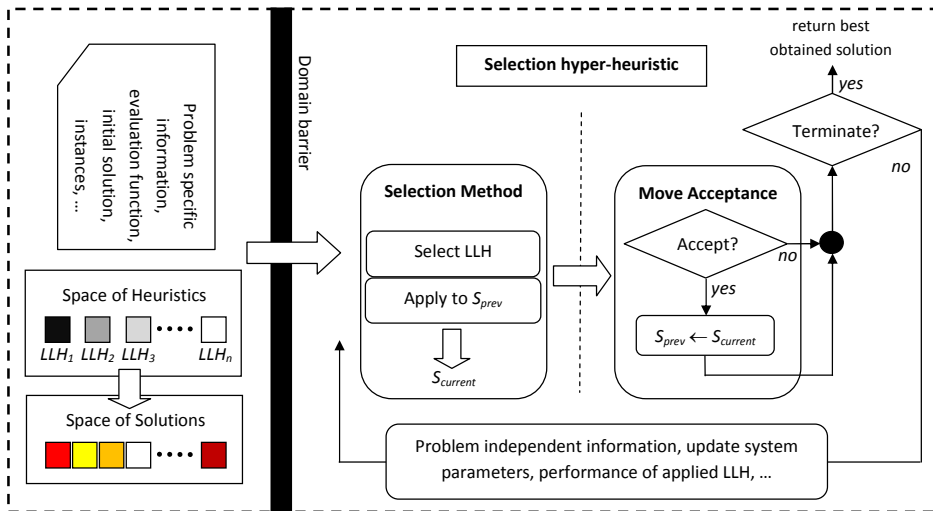 Problem specific
information,
evaluation function,
initial solution,
instances, …
Space of Heuristics
LLH1 LLH2 LLH3 LLHn
Space of Solutions
Domain barrier
Selection hyper-heuristic
Selection Method
Select LLH
Apply to Sprev
Scurrent
Move Acceptance
Accept?
no
yes
Sprev ← Scurrent
return best
obtained solution
yes
Terminate?
no
Problem independent information, update system
parameters, performance of applied LLH, …